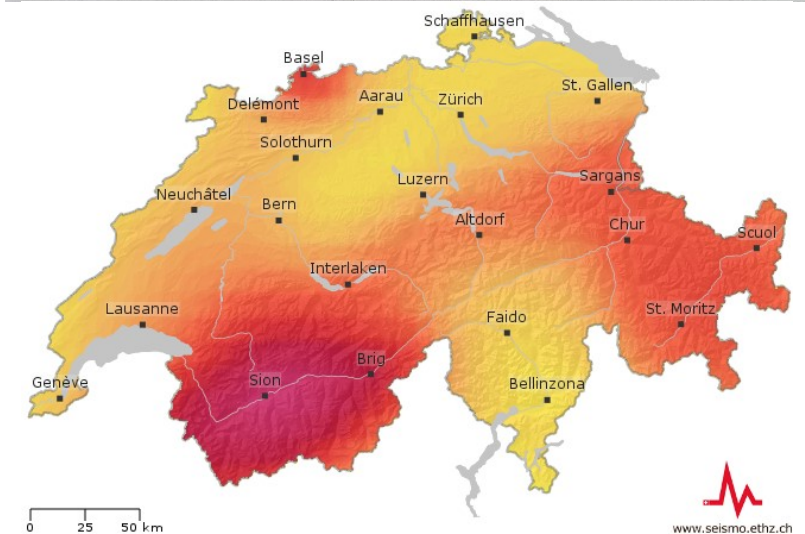 Schaffhausen
Basel
St. Gallen
Delémont
Aarau
Zürich
Solothurn
Neuchâtel
Luzern
Sargans
Bern
Altdorf
Chur
Scuol
Interlaken
Lausanne
Faido
St. Moritz
Genève
Sion
Brig
Bellinzona
0 25 50 km
www.seismo.ethz.ch